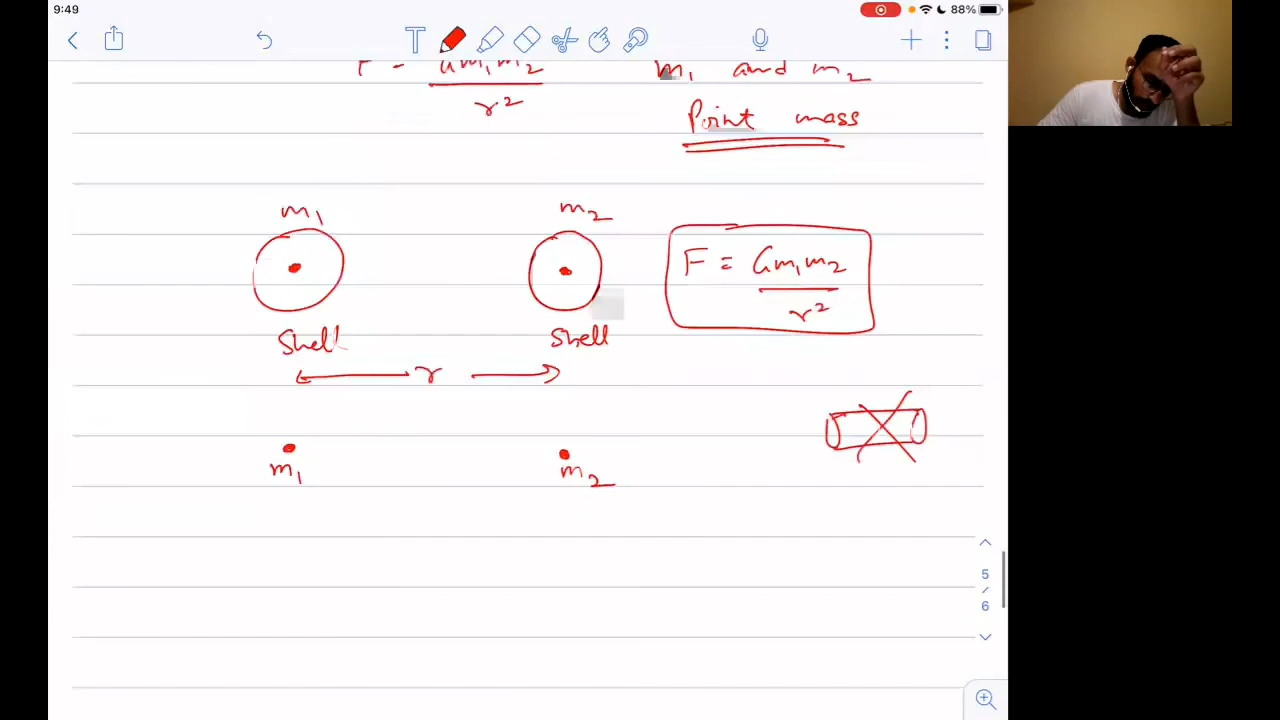 9:49
88%
T
m₁ and m₂
r²
Point mass
m₁
m₂
F = Gm₁m₂
r²
Shell
Shell
r
m₁
m₂
5
6